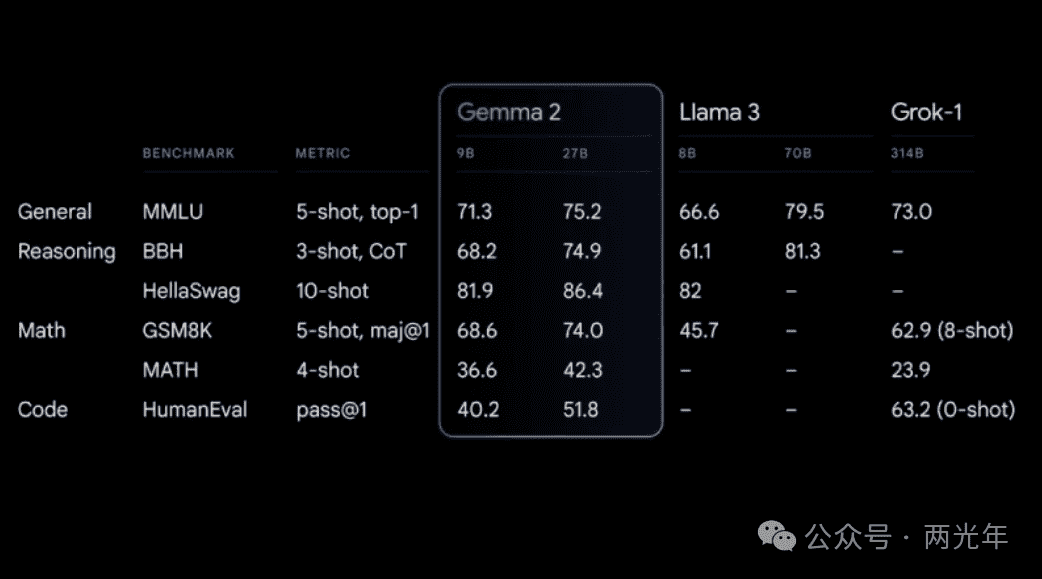 Gemma 2 Llama 3 Grok-1
BENCHMARK METRIC 9B 27B 8B 70B 314B
General MMLU 5-shot, top-1 71.3 75.2 66.6 79.5 73.0
Reasoning BBH 3-shot, CoT 68.2 74.9 61.1 81.3 –
HellaSwag 10-shot 81.9 86.4 82 – –
Math GSM8K 5-shot, maj@1 68.6 74.0 45.7 – 62.9 (8-shot)
MATH 4-shot 36.6 42.3 – – 23.9
Code HumanEval pass@1 40.2 51.8 – – 63.2 (0-shot)
公众号 · 两光年